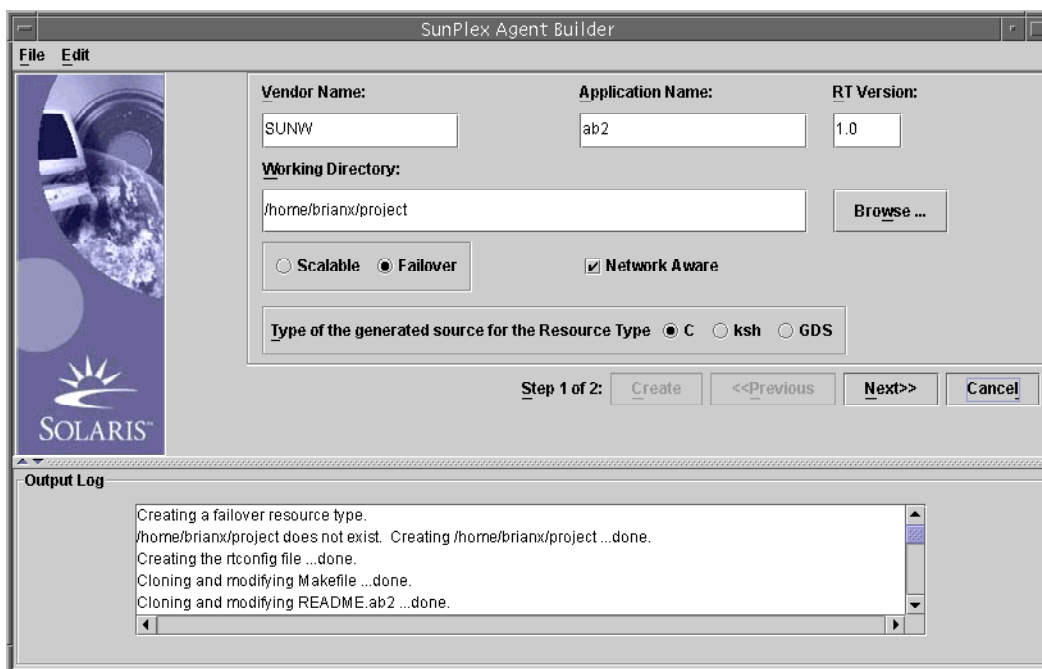 SunPlex Agent Builder
File Edit
Vendor Name: Application Name: RT Version:
SUNW ab2 1.0
Working Directory:
/home/brianx/project Browse ...
Scalable Failover Network Aware
Type of the generated source for the Resource Type C ksh GDS
Step 1 of 2: Create <<Previous Next>> Cancel
SOLARIS™
Output Log
Creating a failover resource type.
/home/brianx/project does not exist. Creating /home/brianx/project ...done.
Creating the rtconfig file ...done.
Cloning and modifying Makefile ...done.
Cloning and modifying README.ab2 ...done.